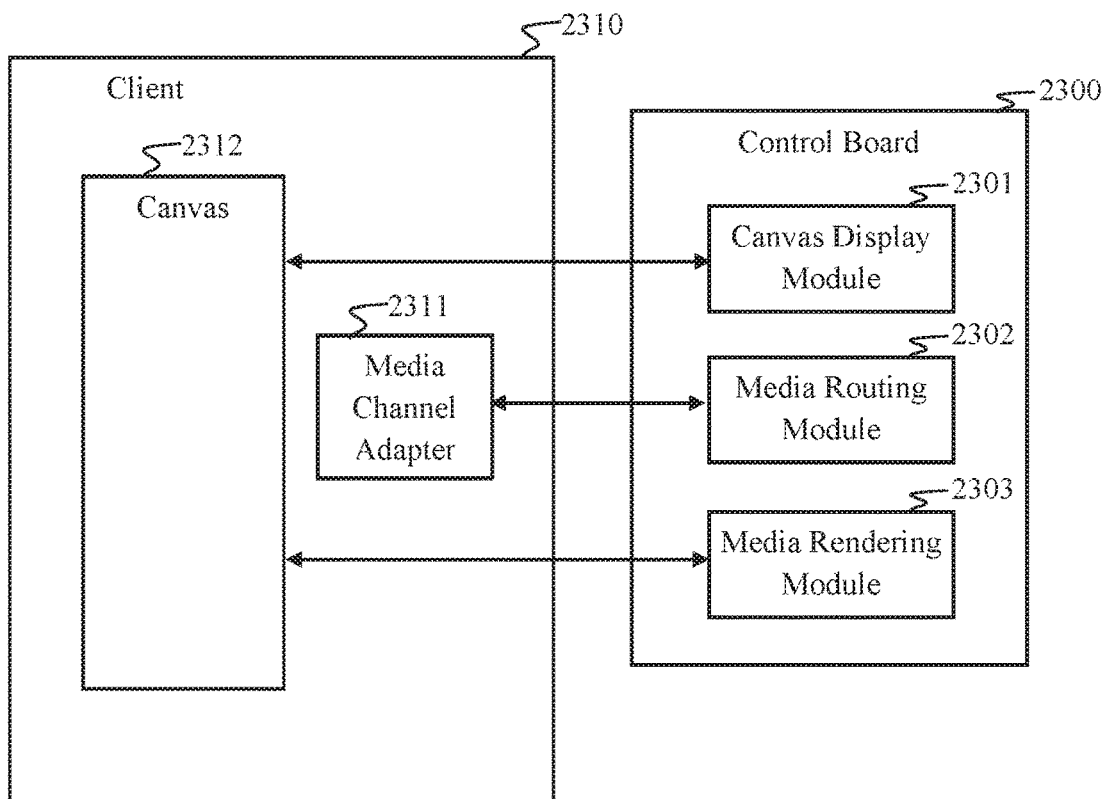 2310
Client
2300
Control Board
2312
Canvas
2301
Canvas Display
Module
2311
Media
Channel
Adapter
2302
Media Routing
Module
2303
Media Rendering
Module